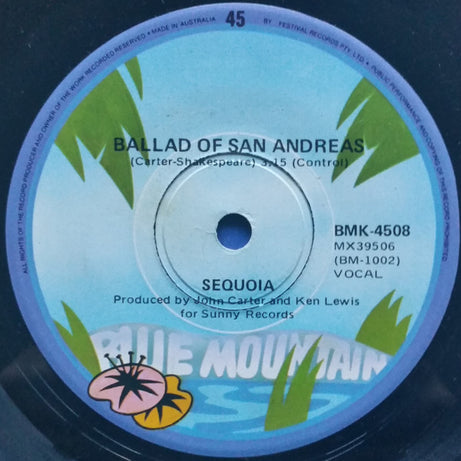 ALL RIGHTS OF THE RECORD PRODUCER AND OWNER OF THE WORK RECORDED RESERVED • MADE IN AUSTRALIA
45
BY FESTIVAL RECORDS PTY. LTD. • PUBLIC PERFORMANCE AND COPYING OF THIS RECORD PROHIBITED
BALLAD OF SAN ANDREAS
(Carter-Shakespeare) 3.15 (Control)
BMK-4508
MX39506
(BM-1002)
VOCAL
SEQUOIA
Produced by John Carter and Ken Lewis
for Sunny Records
BLUE MOUNTAIN